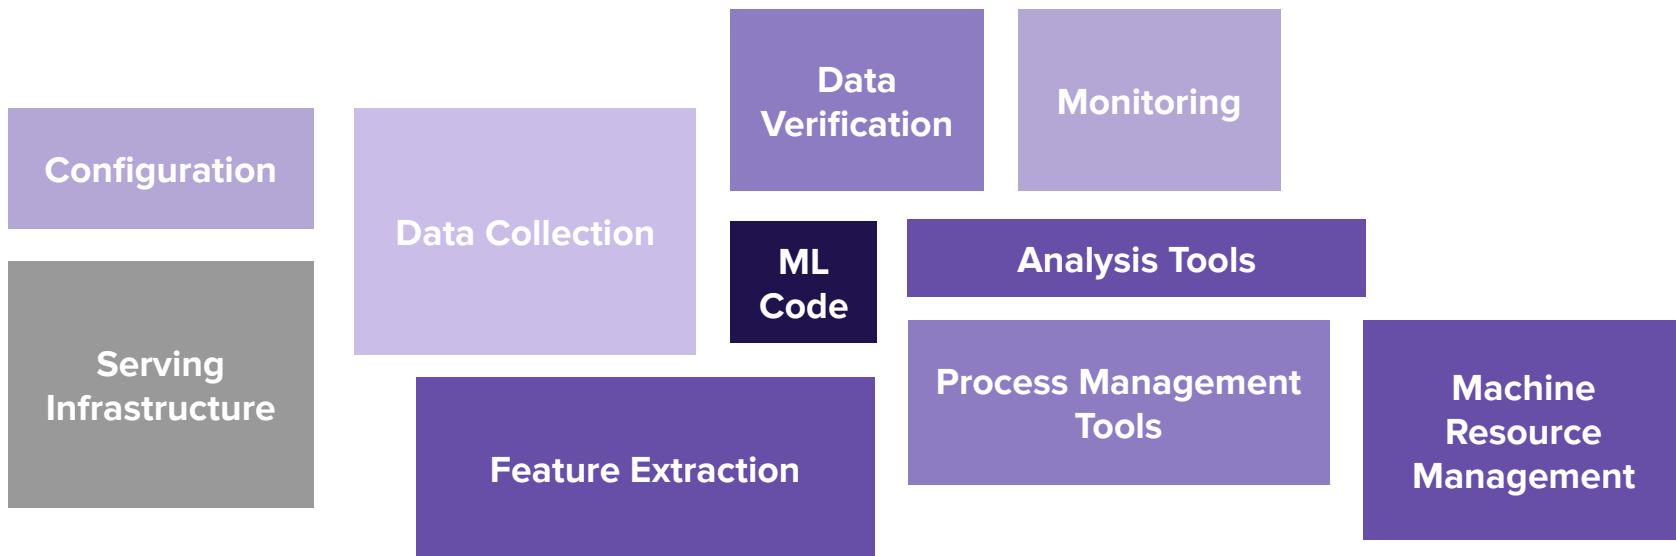 Data
Verification
Monitoring
Configuration
Data Collection
ML
Code
Analysis Tools
Serving
Infrastructure
Process Management
Tools
Machine
Resource
Management
Feature Extraction